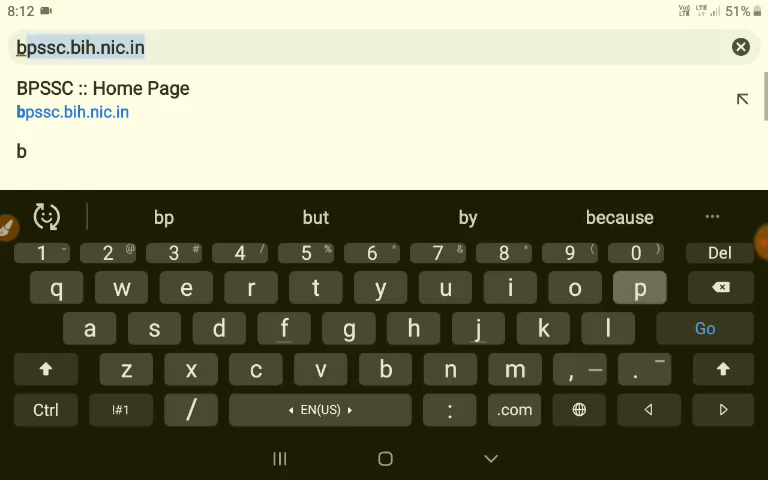 8:12 51%
bpssc.bih.nic.in
BPSSC :: Home Page
bpssc.bih.nic.in
b
bp but by because ...
1 - 2 @ 3 # 4 / 5 % 6 ^ 7 & 8 * 9 ( 0 ) Del
q w e r t y u i o p
a s d f g h j k l Go
z x c v b n m , .
Ctrl !#1 / EN(US) : .com